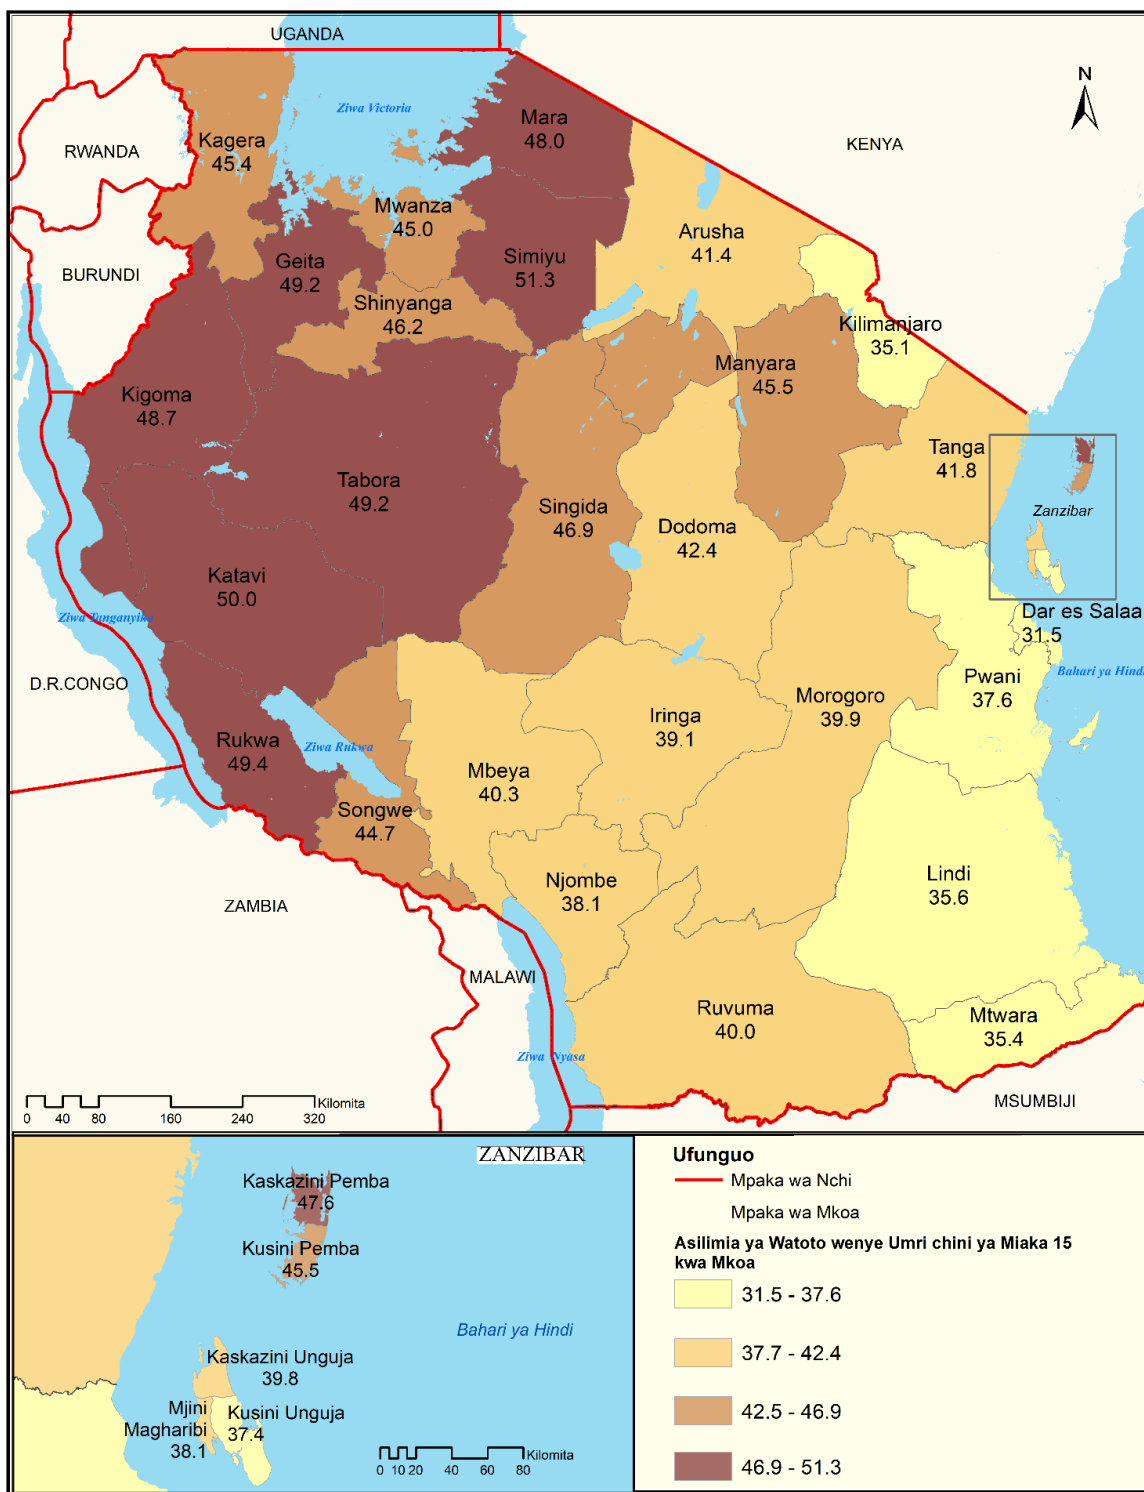 UGANDA
N
Ziwa Victoria
Mara
48.0
KENYA
Kagera
45.4
RWANDA
Mwanza
45.0
Arusha
41.4
Simiyu
51.3
BURUNDI
Geita
49.2
Shinyanga
46.2
Kilimanjaro
35.1
Manyara
45.5
Kigoma
48.7
Tanga
41.8
Tabora
49.2
Singida
46.9
Dodoma
42.4
Zanzibar
Katavi
50.0
Ziwa Tanganyika
Dar es Salaa
31.5
Bahari ya Hindi
D.R.CONGO
Pwani
37.6
Morogoro
39.9
Iringa
39.1
Rukwa
49.4
Ziwa Rukwa
Mbeya
40.3
Songwe
44.7
Njombe
38.1
Lindi
35.6
ZAMBIA
MALAWI
Ruvuma
40.0
Mtwara
35.4
Ziwa Nyasa
MSUMBIJI
Kilomita
0 40 80 160 240 320
ZANZIBAR
Kaskazini Pemba
47.6
Kusini Pemba
45.5
Bahari ya Hindi
Kaskazini Unguja
39.8
Mjini
Magharibi
38.1
Kusini Unguja
37.4
Kilomita
0 10 20 40 60 80
Ufunguo
Mpaka wa Nchi
Mpaka wa Mkoa
Asilimia ya Watoto wenye Umri chini ya Miaka 15
kwa Mkoa
31.5 - 37.6
37.7 - 42.4
42.5 - 46.9
46.9 - 51.3